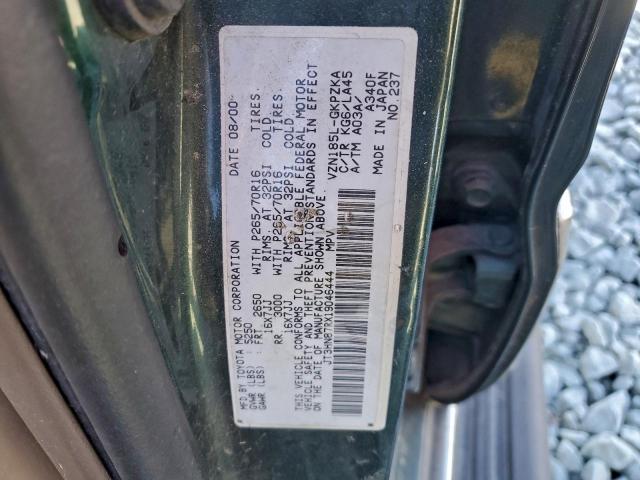 MFD BY TOYOTA MOTOR CORPORATION DATE 08/00
GVWR(LBS) 5250
GAWR(LBS) FRT 2650 WITH P265/70R16 TIRES.
16X7JJ RIMS. AT 32PSI COLD.
RR 3000 WITH P265/70R16 TIRES.
16X7JJ RIMS. AT 32PSI COLD.
THIS VEHICLE CONFORMS TO ALL APPLICABLE FEDERAL MOTOR
VEHICLE SAFETY AND THEFT PREVENTION STANDARDS IN EFFECT
ON THE DATE OF MANUFACTURE SHOWN ABOVE.
JT3HN87RX19046444 MPV
VZN185L-GKPZKA
C/TR KG6/LA45
A/TM A03A/ A340F
MADE IN JAPAN
NO. 237